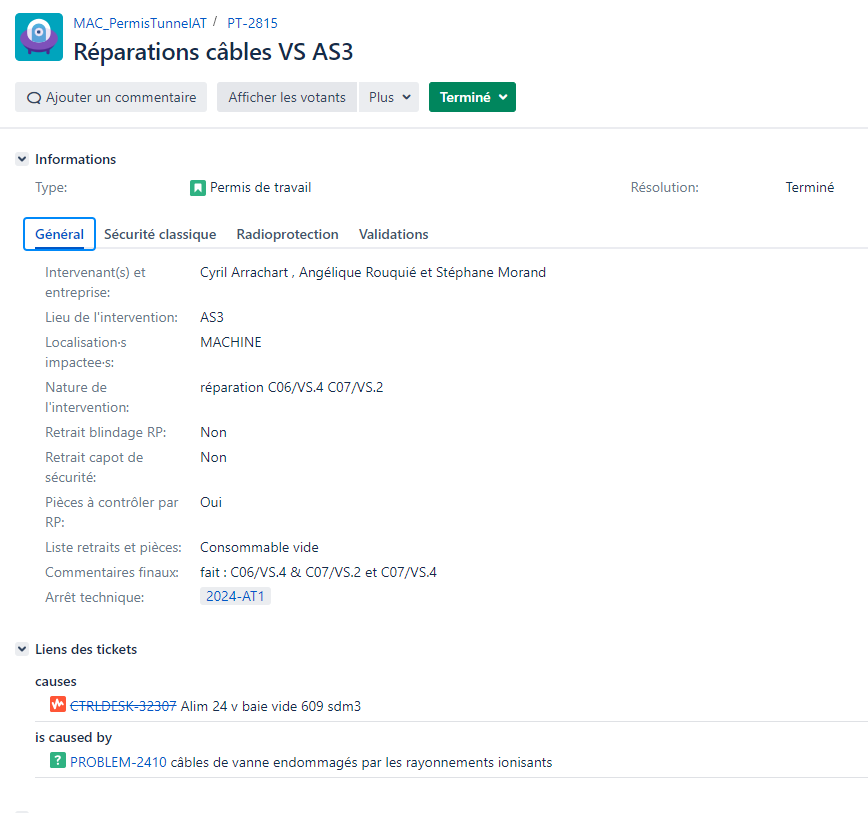 MAC_PermisTunnelAT / PT-2815
Réparations câbles VS AS3
Ajouter un commentaire Afficher les votants Plus Terminé
Informations
Type: Permis de travail Résolution: Terminé
Général Sécurité classique Radioprotection Validations
Intervenant(s) et Cyril Arrachart , Angélique Rouquié et Stéphane Morand
entreprise:
Lieu de l'intervention: AS3
Localisation·s MACHINE
impactee·s:
Nature de réparation C06/VS.4 C07/VS.2
l'intervention:
Retrait blindage RP: Non
Retrait capot de Non
sécurité:
Pièces à contrôler par Oui
RP:
Liste retraits et pièces: Consommable vide
Commentaires finaux: fait : C06/VS.4 & C07/VS.2 et C07/VS.4
Arrêt technique: 2024-AT1
Liens des tickets
causes
CTRLDESK-32307 Alim 24 v baie vide 609 sdm3
is caused by
? PROBLEM-2410 câbles de vanne endommagés par les rayonnements ionisants